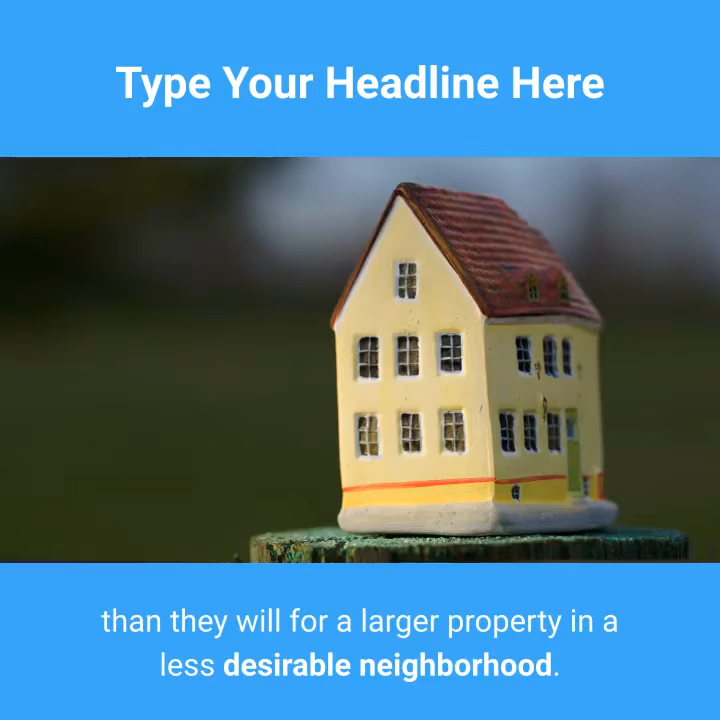 Type Your Headline Here
than they will for a larger property in a
less desirable neighborhood.